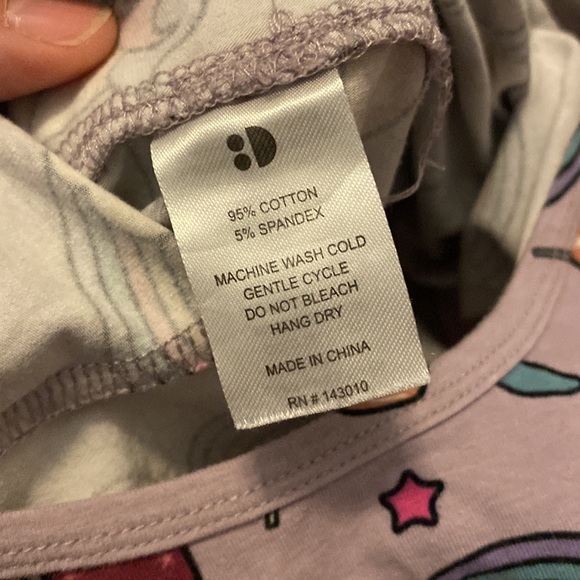 95% COTTON
5% SPANDEX
MACHINE WASH COLD
GENTLE CYCLE
DO NOT BLEACH
HANG DRY
MADE IN CHINA
RN # 143010